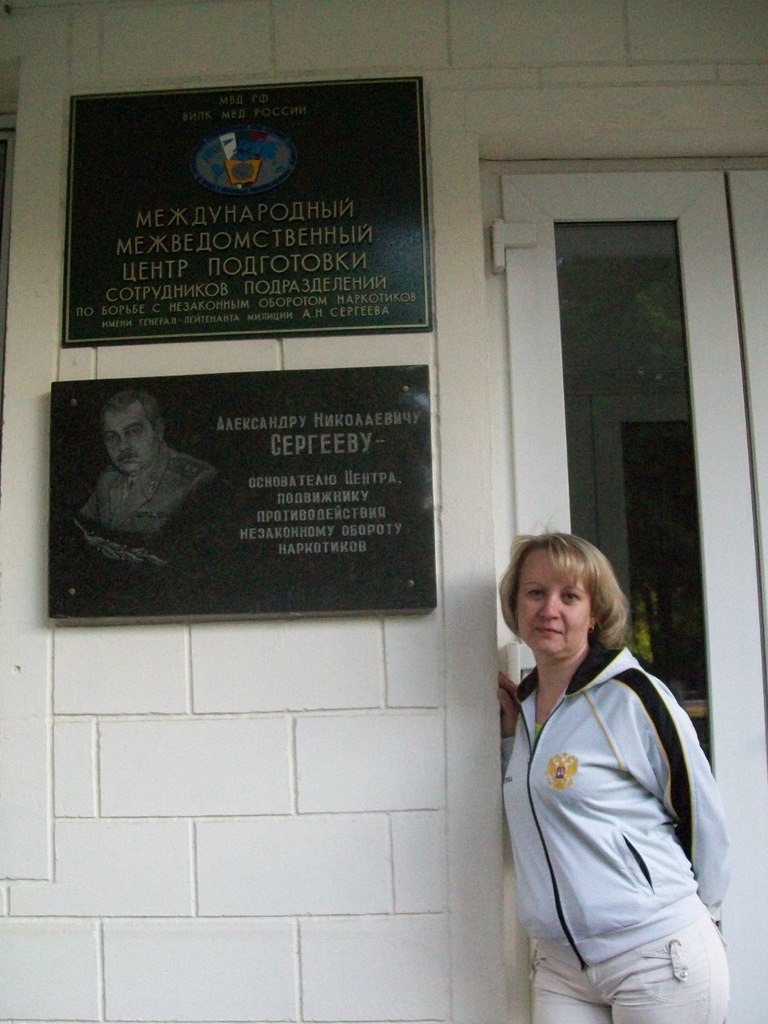 МВД РФ
ВИПК МВД РОССИИ
МЕЖДУНАРОДНЫЙ
МЕЖВЕДОМСТВЕННЫЙ
ЦЕНТР ПОДГОТОВКИ
СОТРУДНИКОВ ПОДРАЗДЕЛЕНИЙ
ПО БОРЬБЕ С НЕЗАКОННЫМ ОБОРОТОМ НАРКОТИКОВ
ИМЕНИ ГЕНЕРАЛ-ЛЕЙТЕНАНТА МИЛИЦИИ А.Н. СЕРГЕЕВА
АЛЕКСАНДРУ НИКОЛАЕВИЧУ
СЕРГЕЕВУ-
ОСНОВАТЕЛЮ ЦЕНТРА,
ПОДВИЖНИКУ
ПРОТИВОДЕЙСТВИЯ
НЕЗАКОННОМУ ОБОРОТУ
НАРКОТИКОВ